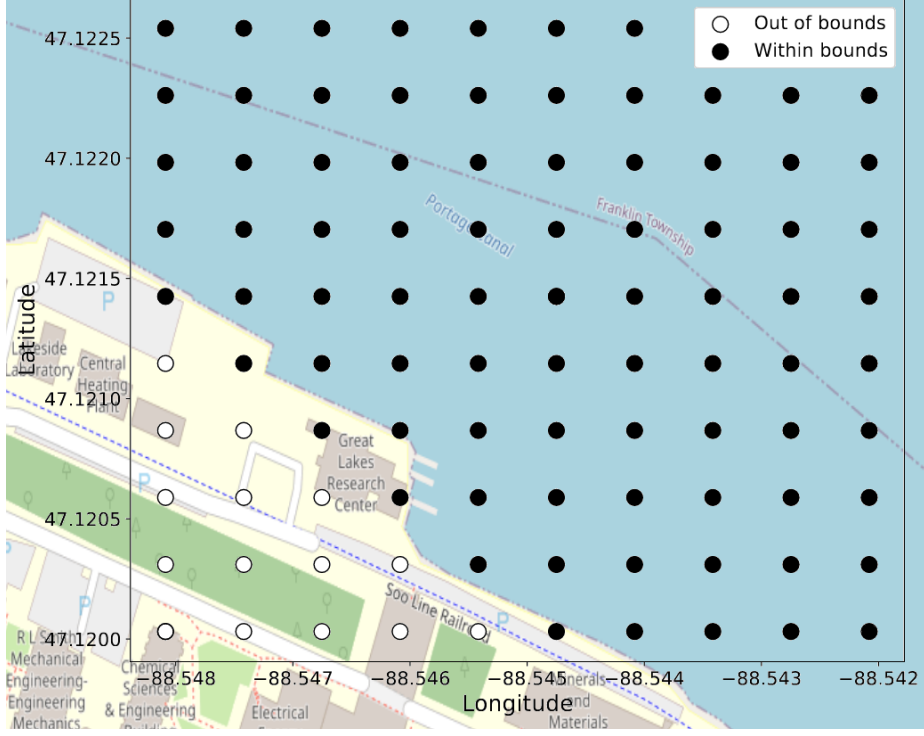 Out of bounds
Within bounds
47.1225
47.1220
47.1215
47.1210
47.1205
47.1200
Latitude
Portage Canal
Franklin Township
P
Lakeside
Laboratory
Central
Heating
Plant
Great
Lakes
Research
Center
P
P
P
Soo Line Railroad
R L Smith
Mechanical
Engineering-
Engineering
Mechanics
Chemical
Sciences
& Engineering
Electrical
Minerals
and
Materials
−88.548
−88.547
−88.546
−88.545
−88.544
−88.543
−88.542
Longitude